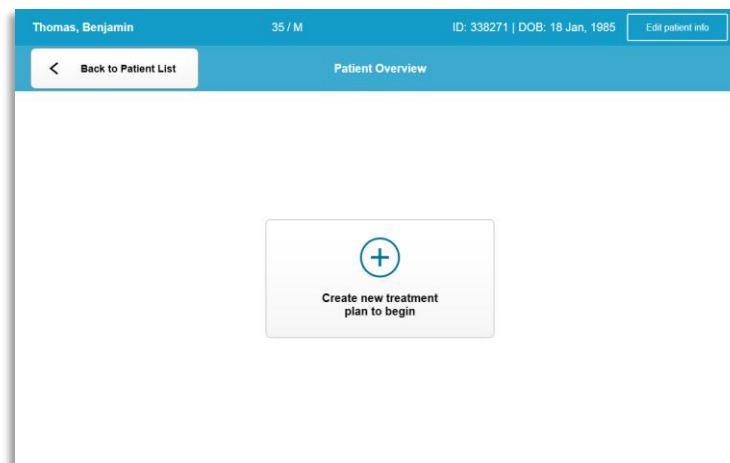 Thomas, Benjamin 35 / M ID: 338271 | DOB: 18 Jan, 1985 Edit patient info
Back to Patient List Patient Overview
Create new treatment
plan to begin